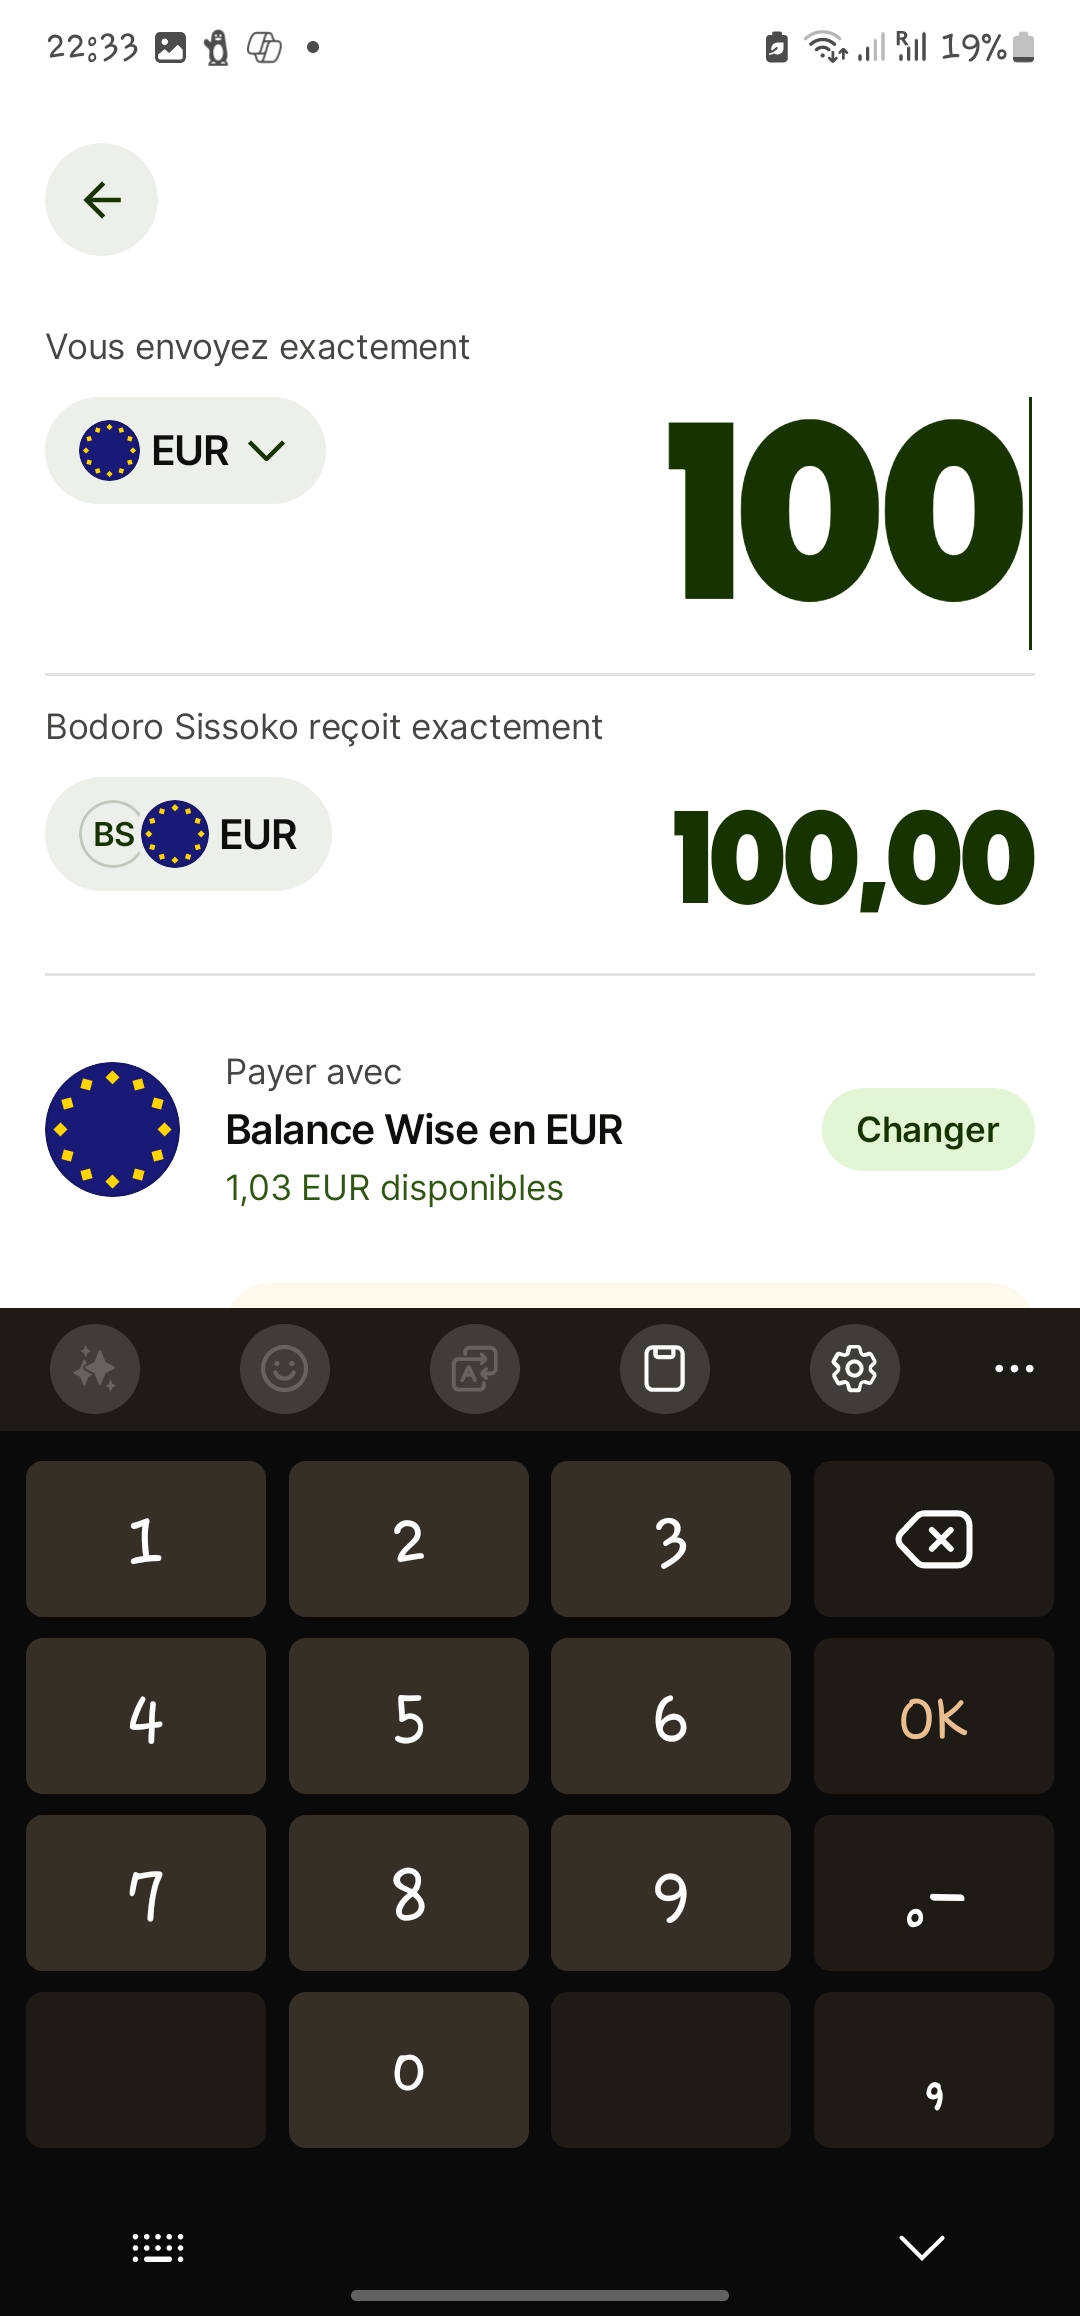 22:33
R 19%
Vous envoyez exactement
EUR 100
Bodoro Sissoko reçoit exactement
BS EUR 100,00
Payer avec
Balance Wise en EUR
Changer
1,03 EUR disponibles
A
1 2 3
4 5 6 OK
7 8 9 .-
0 ,